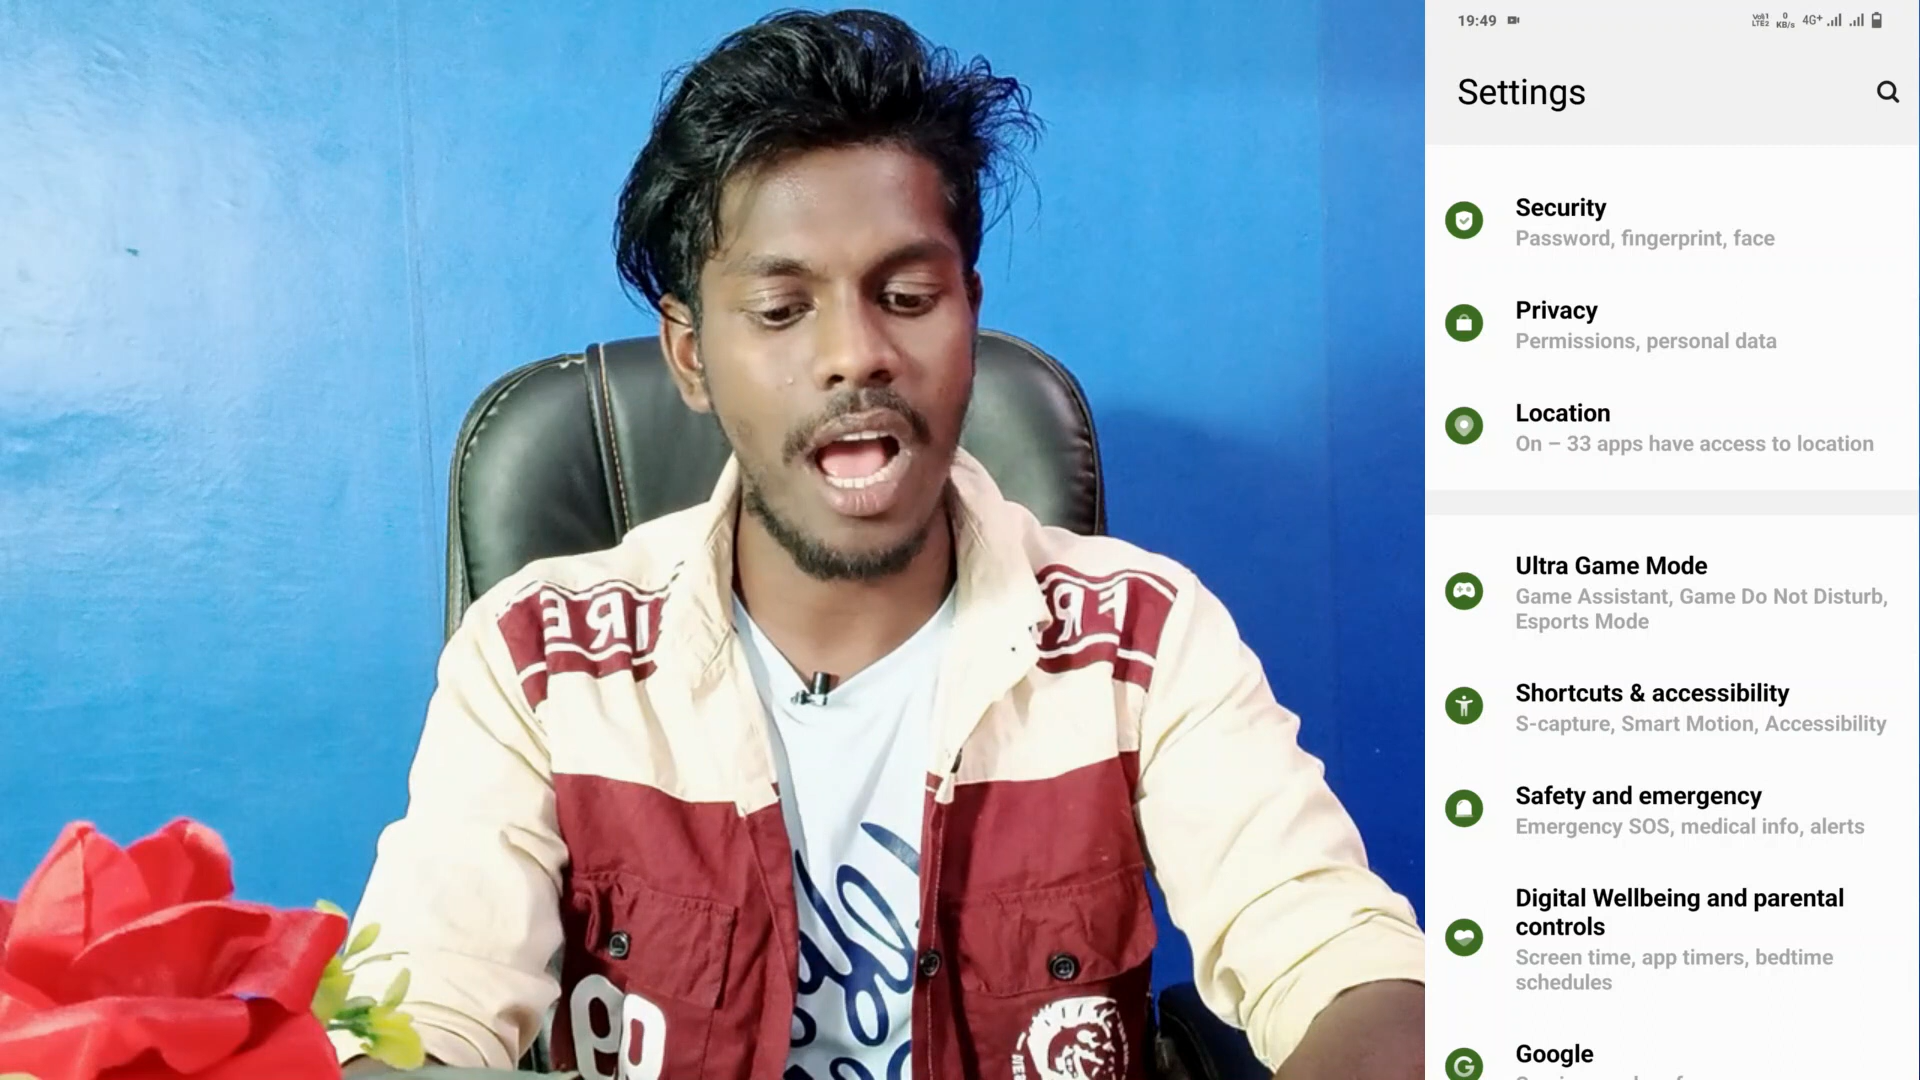 19:49
4G+
Settings
Security
Password, fingerprint, face
Privacy
Permissions, personal data
Location
On – 33 apps have access to location
Ultra Game Mode
Game Assistant, Game Do Not Disturb,
Esports Mode
Shortcuts & accessibility
S-capture, Smart Motion, Accessibility
Safety and emergency
Emergency SOS, medical info, alerts
Digital Wellbeing and parental
controls
Screen time, app timers, bedtime
schedules
Google